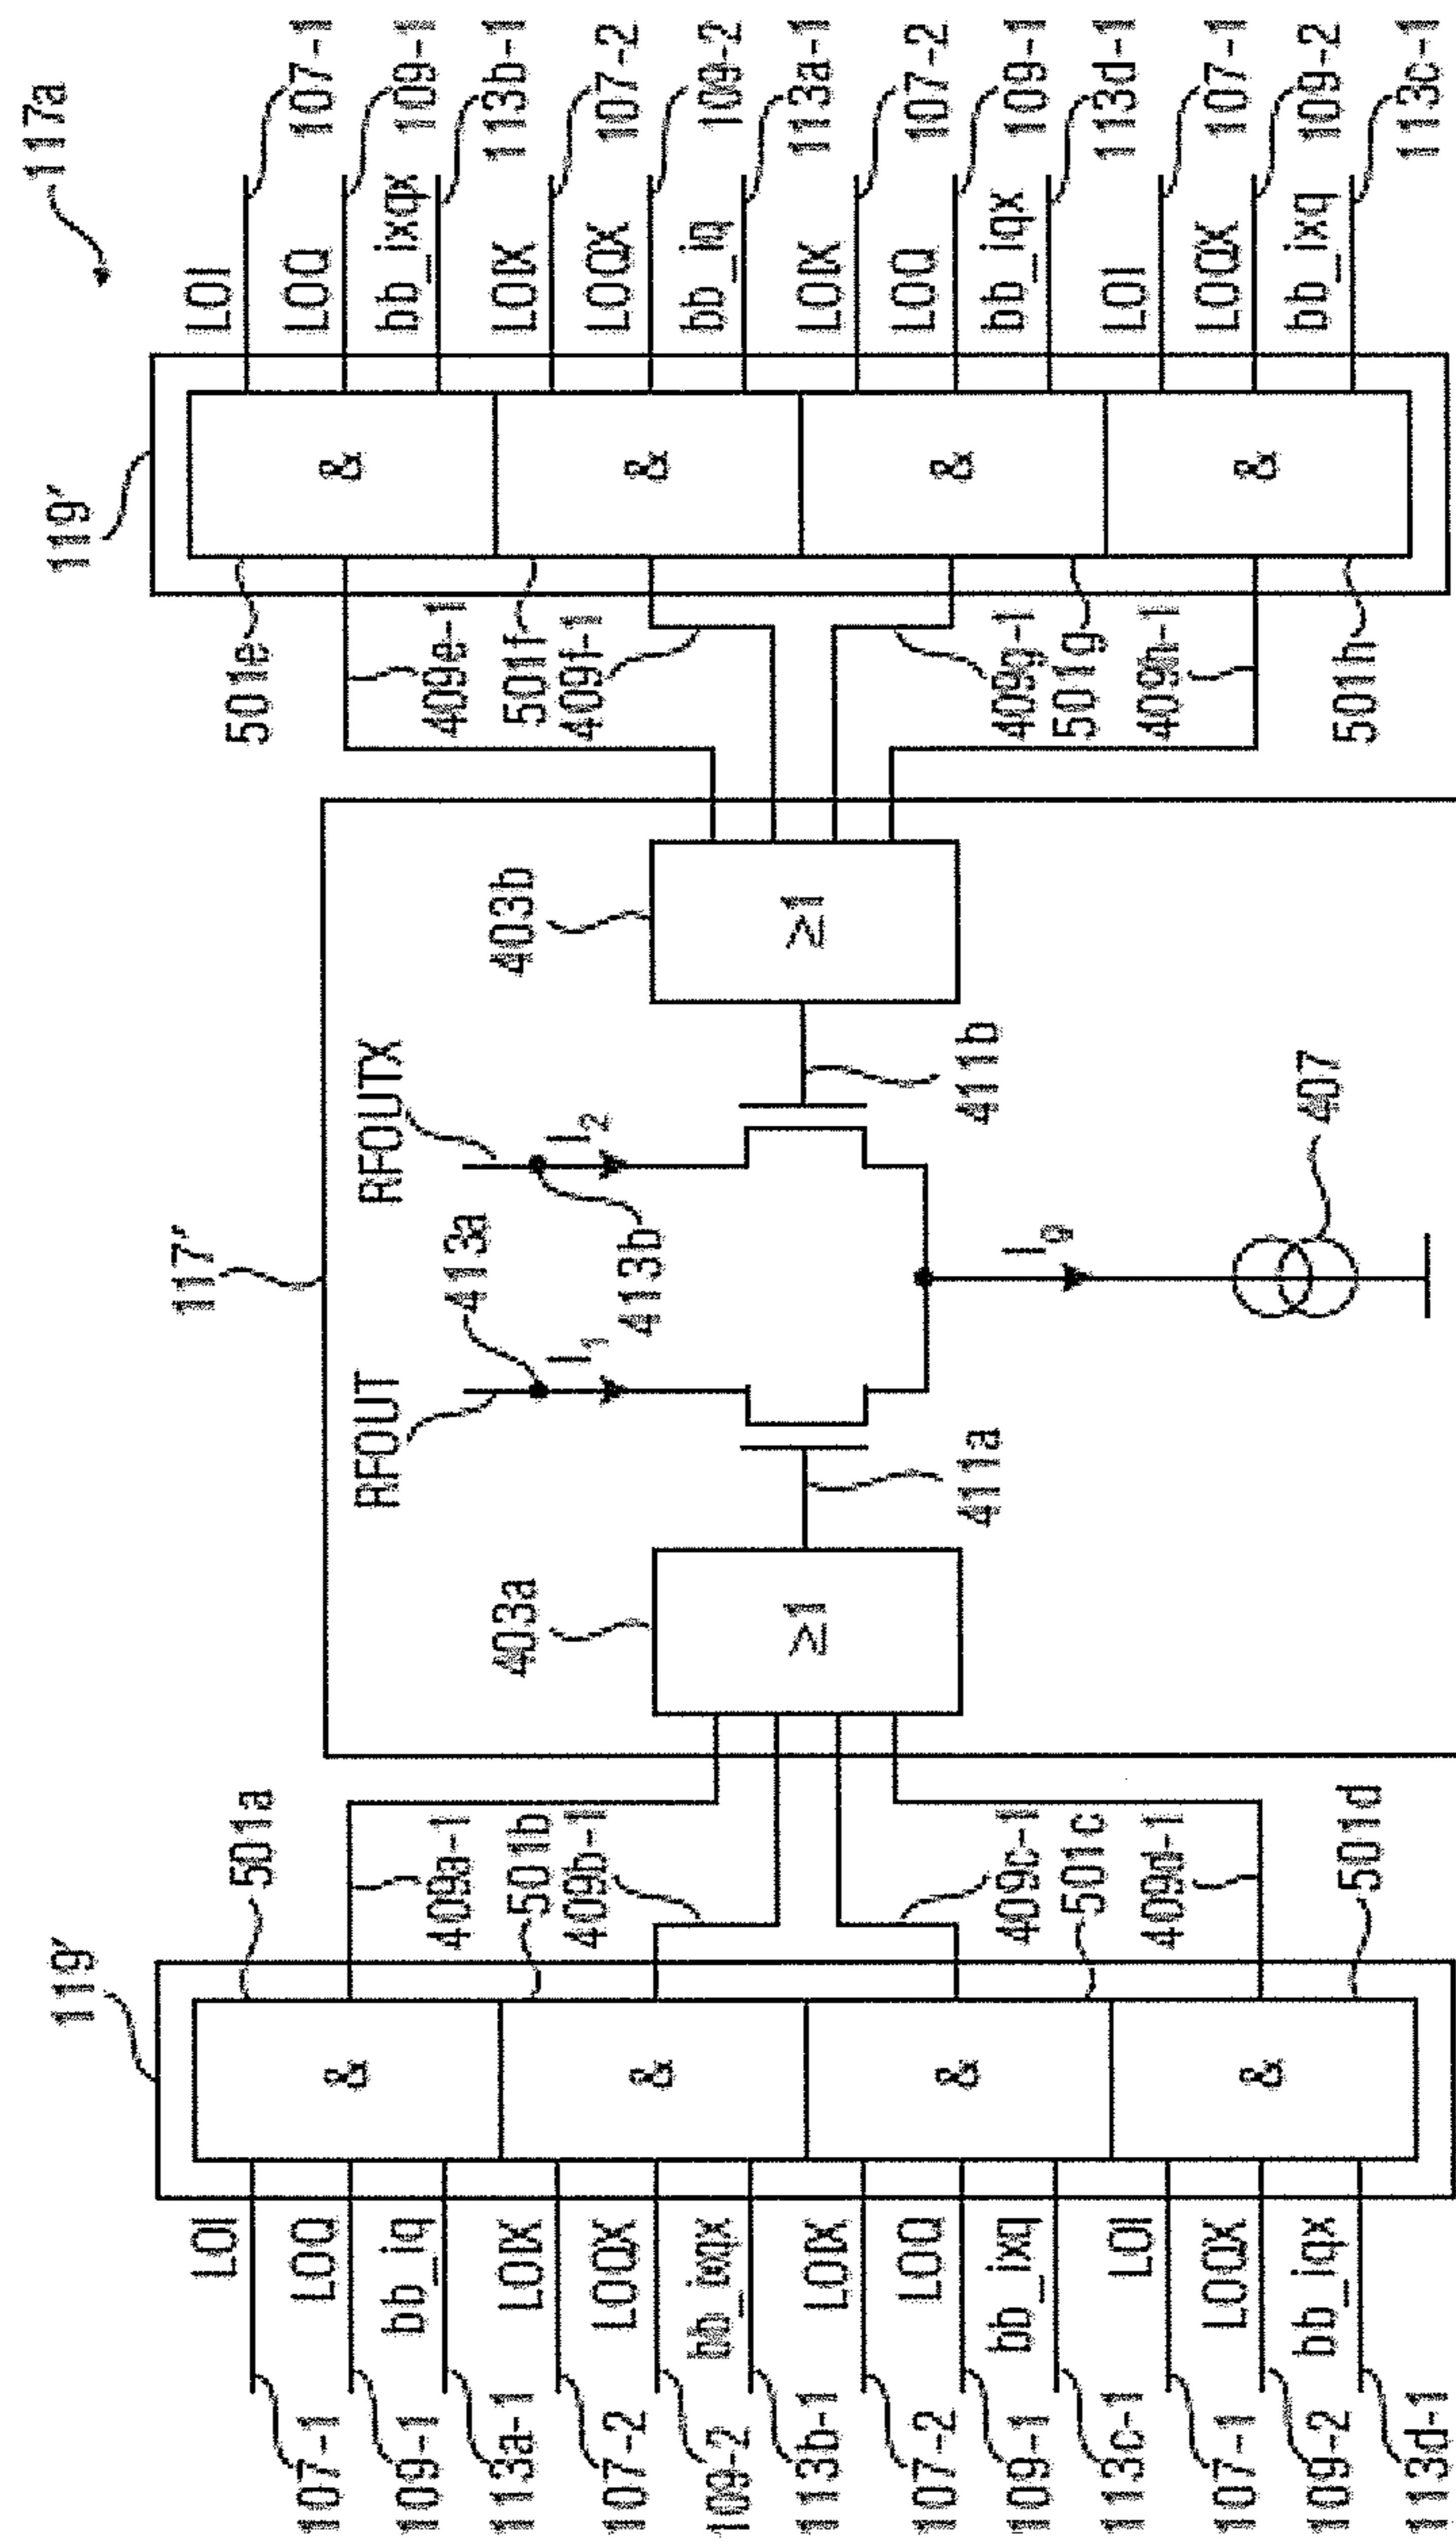 117a
119'
LOI
107-1
LOQ
109-1
bb_iq
113a-1
LOIX
107-2
LOQX
109-2
bb_ixqx
113b-1
LOIX
107-2
LOQ
109-1
bb_ixq
113c-1
LOI
107-1
LOQX
109-2
bb_iqx
113d-1
&
&
&
&
501a
409a-1
501b
409b-1
409c-1
501c
409d-1
501d
117'
403a
≥1
411a
RFOUT
413a
I1
RFOUTX
413b
I2
I0
407
411b
403b
≥1
119'
501e
409e-1
501f
409f-1
409g-1
501g
409h-1
501h
&
&
&
&
LOI
107-1
LOQ
109-1
bb_ixqx
113b-1
LOIX
107-2
LOQX
109-2
bb_iq
113a-1
LOIX
107-2
LOQ
109-1
bb_iqx
113d-1
LOI
107-1
LOQX
109-2
bb_ixq
113c-1